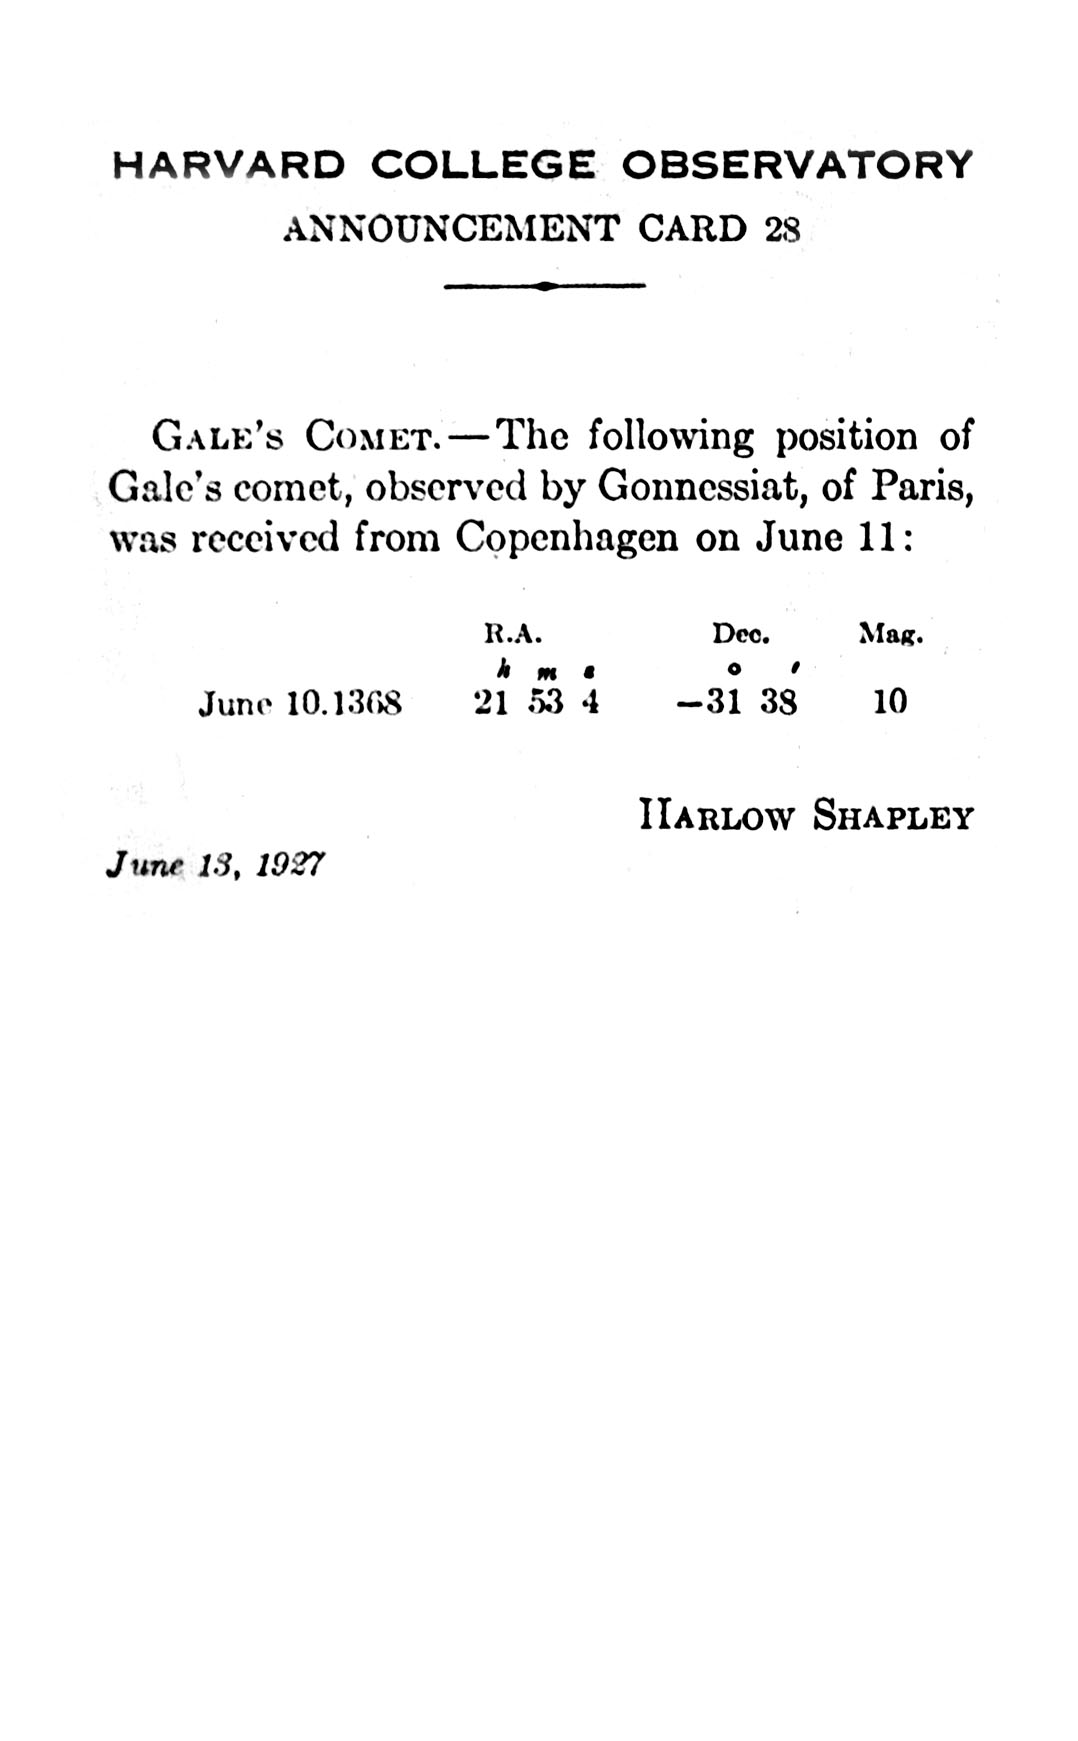 HARVARD COLLEGE OBSERVATORY
ANNOUNCEMENT CARD 28
GALE'S COMET.—The following position of
Gale's comet, observed by Gonnessiat, of Paris,
was received from Copenhagen on June 11:
R.A. Dec. Mag.
h m s ° ′
June 10.1368 21 53 4 –31 38 10
HARLOW SHAPLEY
June 13, 1927